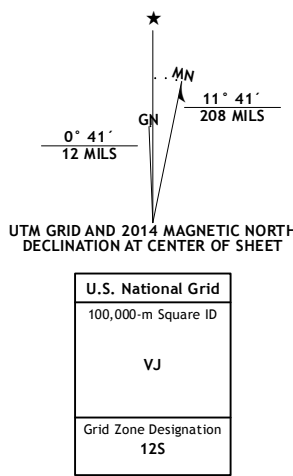 ★
MN
GN
11° 41´
208 MILS
0° 41´
12 MILS
UTM GRID AND 2014 MAGNETIC NORTH
DECLINATION AT CENTER OF SHEET
U.S. National Grid
100,000-m Square ID
VJ
Grid Zone Designation
12S